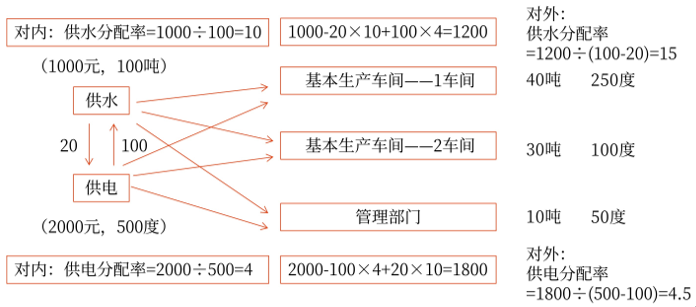 对内：供水分配率=1000÷100=10
1000-20×10+100×4=1200
对外：
供水分配率
=1200÷(100-20)=15
（1000元，100吨）
基本生产车间——1车间
40吨 250度
供水
20
100
基本生产车间——2车间
30吨 100度
供电
管理部门
10吨 50度
（2000元，500度）
对内：供电分配率=2000÷500=4
2000-100×4+20×10=1800
对外：
供电分配率
=1800÷(500-100)=4.5